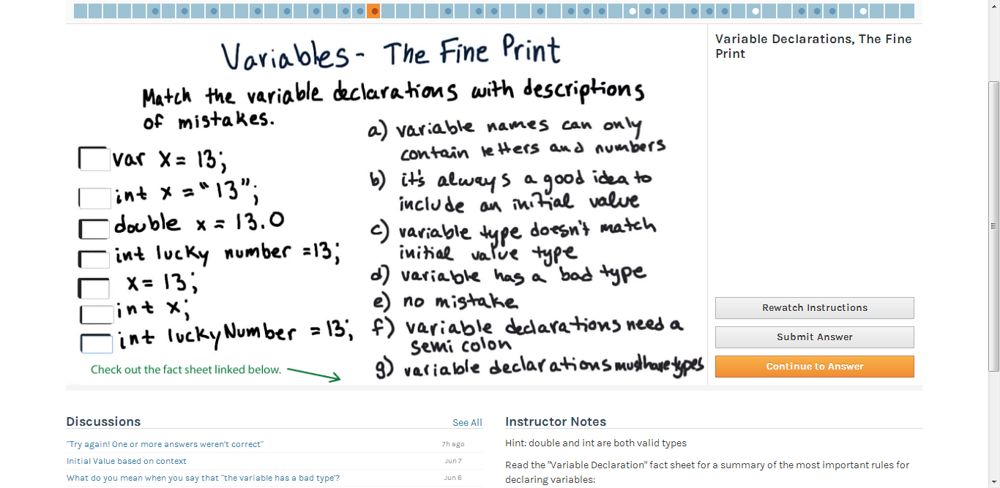 Variables - The Fine Print
Match the variable declarations with descriptions
of mistakes.
var x = 13;
int x = "13";
double x = 13.0
int lucky number =13;
x = 13;
int x;
int luckyNumber = 13;
a) variable names can only
contain letters and numbers
b) it's always a good idea to
include an initial value
c) variable type doesn't match
initial value type
d) variable has a bad type
e) no mistake
f) variable declarations need a
semi colon
g) variable declarations must have types
Check out the fact sheet linked below.
Variable Declarations, The Fine
Print
Rewatch Instructions
Submit Answer
Continue to Answer
Discussions
See All
"Try again! One or more answers weren't correct"
7h ago
Initial Value based on context
Jun 7
What do you mean when you say that "the variable has a bad type'?
Jun 6
Instructor Notes
Hint: double and int are both valid types
Read the "Variable Declaration" fact sheet for a summary of the most important rules for
declaring variables: